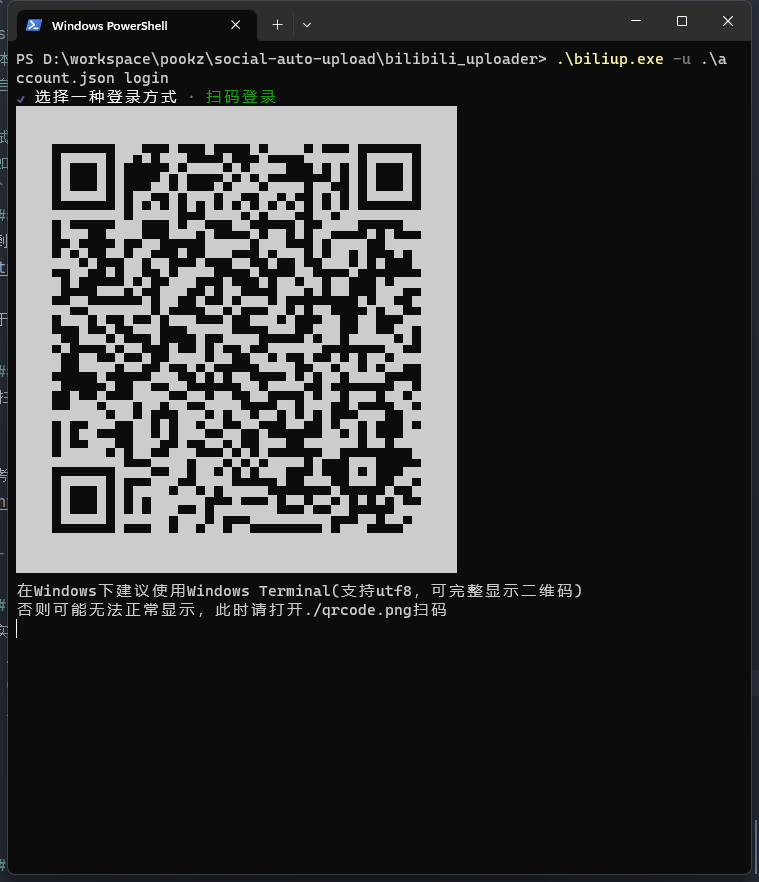 Windows PowerShell
PS D:\workspace\pookz\social-auto-upload\bilibili_uploader> .\biliup.exe -u .\a
ccount.json login
✔ 选择一种登录方式 · 扫码登录
在Windows下建议使用Windows Terminal(支持utf8, 可完整显示二维码)
否则可能无法正常显示, 此时请打开./qrcode.png扫码